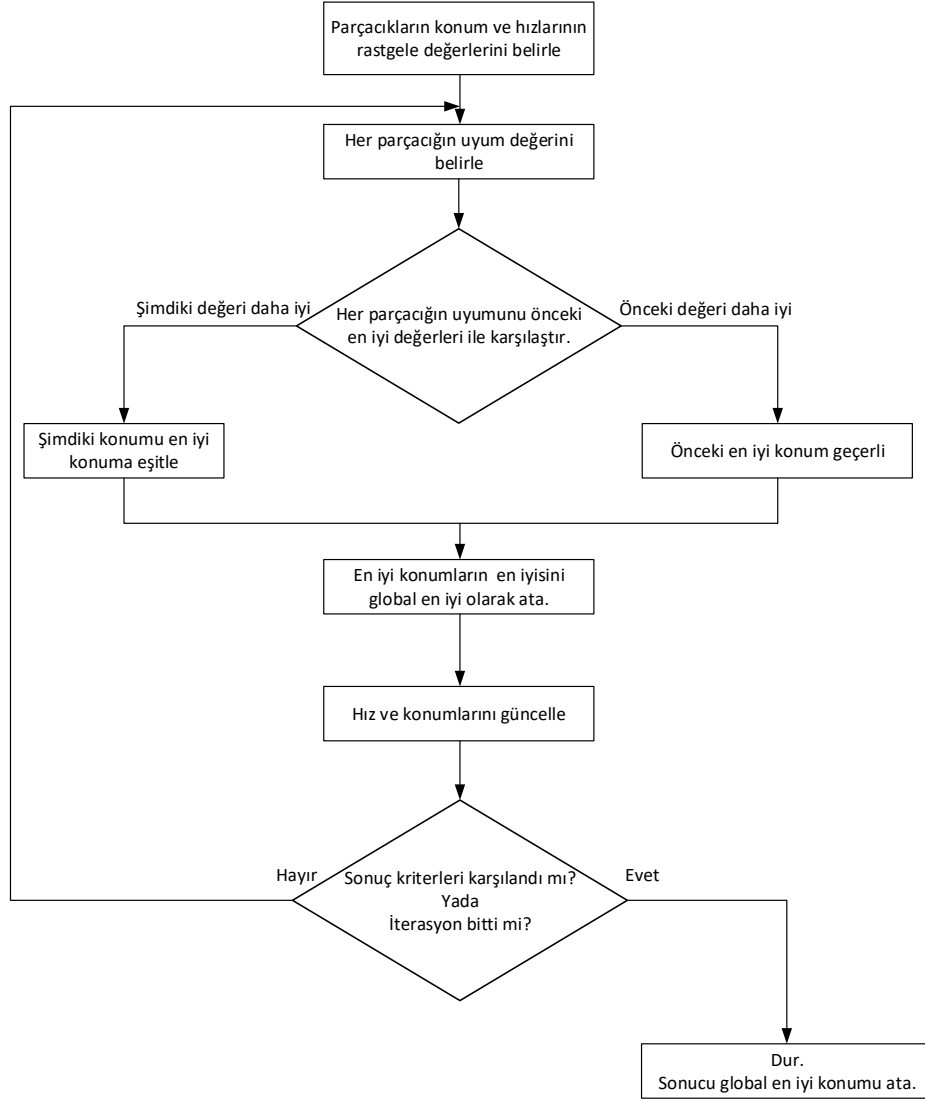 Parçacıkların konum ve hızlarının
rastgele değerlerini belirle
Her parçacığın uyum değerini
belirle
Şimdiki değeri daha iyi
Her parçacığın uyumunu önceki
en iyi değerleri ile karşılaştır.
Önceki değeri daha iyi
Şimdiki konumu en iyi
konuma eşitle
Önceki en iyi konum geçerli
En iyi konumların  en iyisini
global en iyi olarak ata.
Hız ve konumlarını güncelle
Hayır
Sonuç kriterleri karşılandı mı?
Yada
İterasyon bitti mi?
Evet
Dur.
Sonucu global en iyi konumu ata.